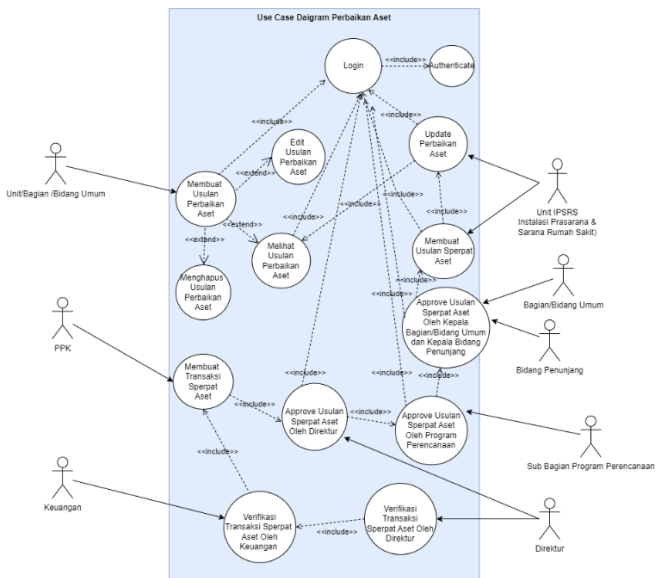 Use Case Daigram Perbaikan Aset
Login
<<include>>
Authenticate
<<include>>
<<include>>
Edit
Usulan
Perbaikan
Aset
Update
Perbaikan
Aset
Unit/Bagian /Bidang Umum
Membuat
Usulan
Perbaikan
Aset
<<extend>>
<<include>>
<<include>>
Unit IPSRS
Instalasi Prasarana &
Sarana Rumah Sakit)
<<extend>>
<<include>>
<<extend>>
Melihat
Usulan
Perbaikan
Aset
Membuat
Usulan Sperpat
Aset
Menghapus
Usulan
Perbaikan
Aset
<<include>>
Bagian/Bidang Umum
Approve Usulan
Sperpat Aset
Oleh Kepala
Bagian/Bidang Umum
dan Kepala Bidang
Penunjang
PPK
Bidang Penunjang
Membuat
Transaksi
Sperpat
Aset
<<include>>
<<include>>
Approve Usulan
Sperpat Aset
Oleh Direktur
<<include>>
Approve Usulan
Sperpat Aset
Oleh Program
Perencanaan
<<include>>
Sub Bagian Program Perencanaan
Keuangan
Verifikasi
Transaksi Sperpat
Aset Oleh
Keuangan
<<include>>
Verifikasi
Transaksi
Sperpat Aset Oleh
Direktur
Direktur